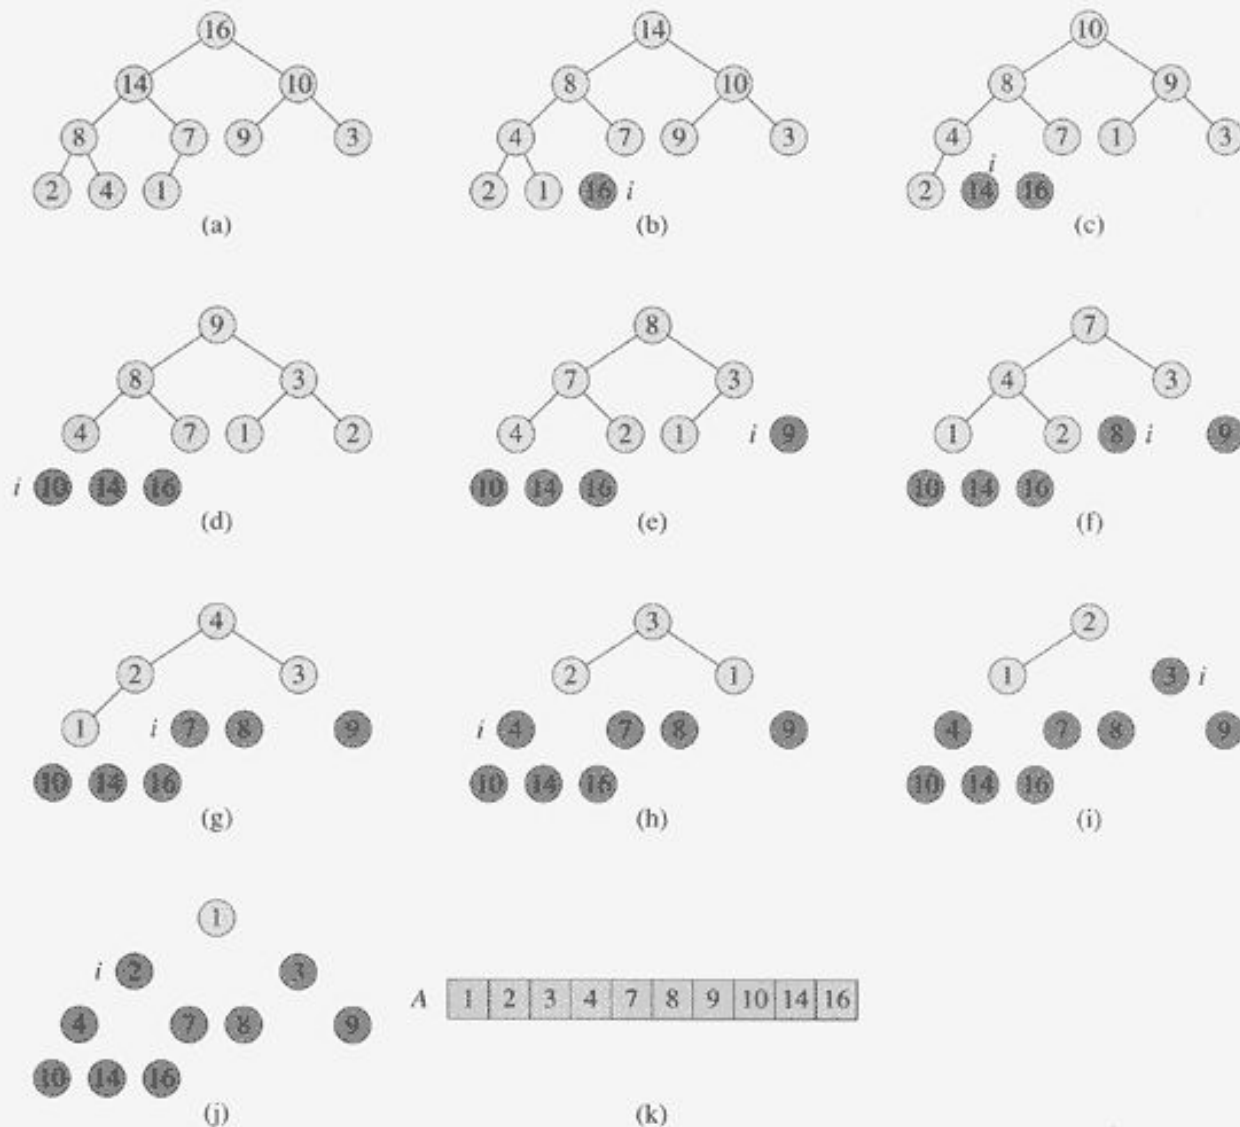 16 14 10
14 10 8 10 8 9
8 7 9 3 4 7 9 3 4 7 1 3
i
2 4 1 2 1 16 i 2 14 16
(a) (b) (c)
9 8 7
8 3 7 3 4 3
4 7 1 2 4 2 1 i 9 1 2 8 i 9
i 10 14 16 10 14 16 10 14 16
(d) (e) (f)
4 3 2
2 3 2 1 1 3 i
1 i 7 8 9 i 4 7 8 9 4 7 8 9
10 14 16 10 14 16 10 14 16
(g) (h) (i)
1
i 2 3
A 1 2 3 4 7 8 9 10 14 16
4 7 8 9
10 14 16
(j) (k)